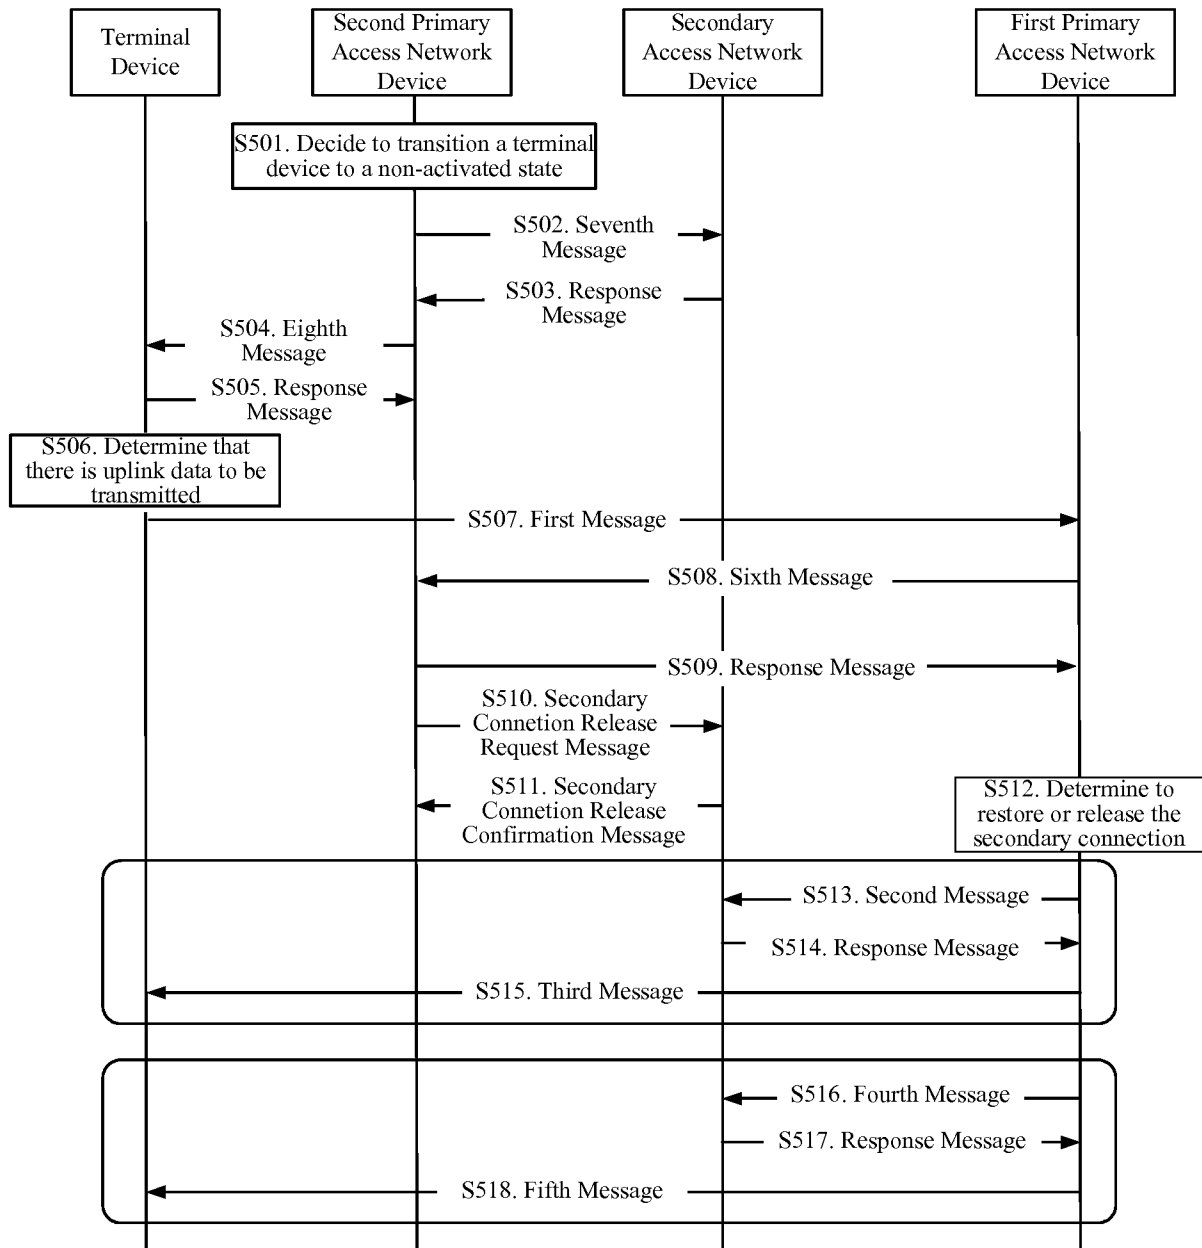 Terminal
Device
Second Primary
Access Network
Device
Secondary
Access Network
Device
First Primary
Access Network
Device
S501. Decide to transition a terminal
device to a non-activated state
S502. Seventh
Message
S503. Response
Message
S504. Eighth
Message
S505. Response
Message
S506. Determine that
there is uplink data to be
transmitted
S507. First Message
S508. Sixth Message
S509. Response Message
S510. Secondary
Connetion Release
Request Message
S511. Secondary
Connetion Release
Confirmation Message
S512. Determine to
restore or release the
secondary connection
S513. Second Message
S514. Response Message
S515. Third Message
S516. Fourth Message
S517. Response Message
S518. Fifth Message